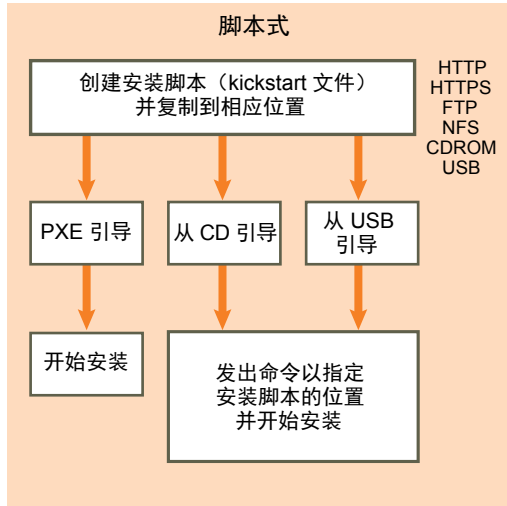 脚本式
创建安装脚本（kickstart 文件）
并复制到相应位置
HTTP
HTTPS
FTP
NFS
CDROM
USB
PXE 引导
从 CD 引导
从 USB
引导
开始安装
发出命令以指定
安装脚本的位置
并开始安装